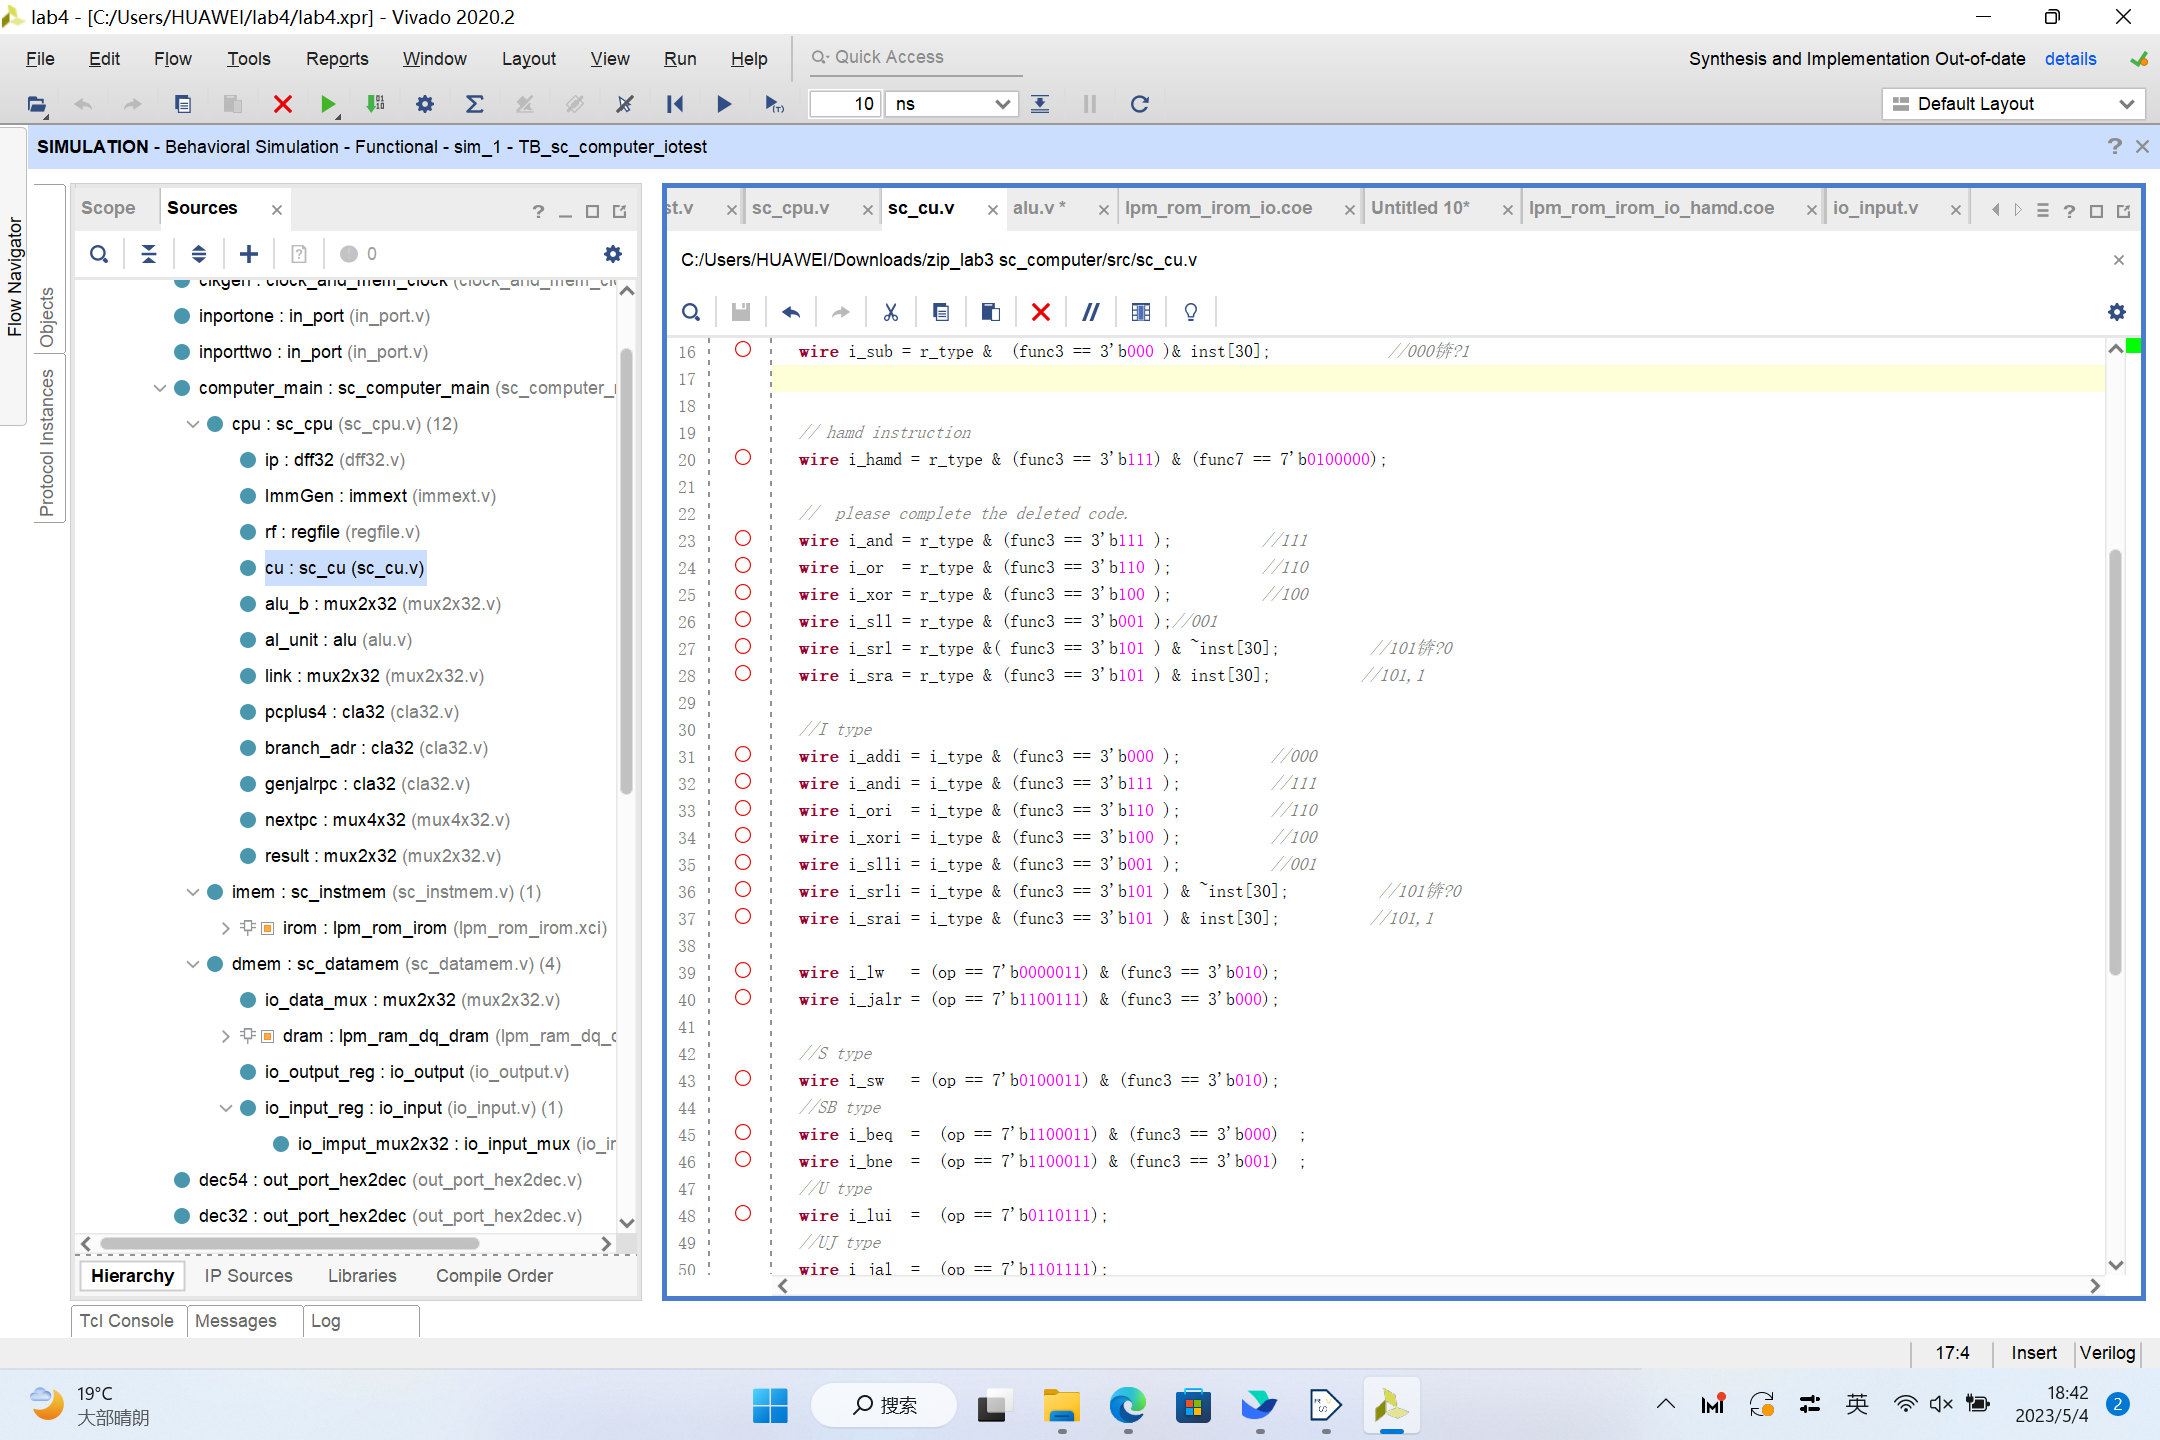 lab4 - [C:/Users/HUAWEI/lab4/lab4.xpr] - Vivado 2020.2
File Edit Flow Tools Reports Window Layout View Run Help Quick Access
Synthesis and Implementation Out-of-date details
10 ns
Default Layout
SIMULATION - Behavioral Simulation - Functional - sim_1 - TB_sc_computer_iotest
Flow Navigator
Objects
Protocol Instances
Scope Sources
0
inportone : in_port (in_port.v)
inporttwo : in_port (in_port.v)
computer_main : sc_computer_main (sc_computer_
cpu : sc_cpu (sc_cpu.v) (12)
ip : dff32 (dff32.v)
ImmGen : immext (immext.v)
rf : regfile (regfile.v)
cu : sc_cu (sc_cu.v)
alu_b : mux2x32 (mux2x32.v)
al_unit : alu (alu.v)
link : mux2x32 (mux2x32.v)
pcplus4 : cla32 (cla32.v)
branch_adr : cla32 (cla32.v)
genjalrpc : cla32 (cla32.v)
nextpc : mux4x32 (mux4x32.v)
result : mux2x32 (mux2x32.v)
imem : sc_instmem (sc_instmem.v) (1)
irom : lpm_rom_irom (lpm_rom_irom.xci)
dmem : sc_datamem (sc_datamem.v) (4)
io_data_mux : mux2x32 (mux2x32.v)
dram : lpm_ram_dq_dram (lpm_ram_dq_
io_output_reg : io_output (io_output.v)
io_input_reg : io_input (io_input.v) (1)
io_imput_mux2x32 : io_input_mux (io_ir
dec54 : out_port_hex2dec (out_port_hex2dec.v)
dec32 : out_port_hex2dec (out_port_hex2dec.v)
Hierarchy IP Sources Libraries Compile Order
Tcl Console Messages Log
st.v sc_cpu.v sc_cu.v alu.v * lpm_rom_irom_io.coe Untitled 10* lpm_rom_irom_io_hamd.coe io_input.v
C:/Users/HUAWEI/Downloads/zip_lab3 sc_computer/src/sc_cu.v
16 wire i_sub = r_type & (func3 == 3'b000 )& inst[30]; //000锛?1
17
18
19 // hamd instruction
20 wire i_hamd = r_type & (func3 == 3'b111) & (func7 == 7'b0100000);
21
22 // please complete the deleted code.
23 wire i_and = r_type & (func3 == 3'b111 ); //111
24 wire i_or = r_type & (func3 == 3'b110 ); //110
25 wire i_xor = r_type & (func3 == 3'b100 ); //100
26 wire i_sll = r_type & (func3 == 3'b001 );//001
27 wire i_srl = r_type &( func3 == 3'b101 ) & ~inst[30]; //101锛?0
28 wire i_sra = r_type & (func3 == 3'b101 ) & inst[30]; //101,1
29
30 //I type
31 wire i_addi = i_type & (func3 == 3'b000 ); //000
32 wire i_andi = i_type & (func3 == 3'b111 ); //111
33 wire i_ori = i_type & (func3 == 3'b110 ); //110
34 wire i_xori = i_type & (func3 == 3'b100 ); //100
35 wire i_slli = i_type & (func3 == 3'b001 ); //001
36 wire i_srli = i_type & (func3 == 3'b101 ) & ~inst[30]; //101锛?0
37 wire i_srai = i_type & (func3 == 3'b101 ) & inst[30]; //101,1
38
39 wire i_lw = (op == 7'b0000011) & (func3 == 3'b010);
40 wire i_jalr = (op == 7'b1100111) & (func3 == 3'b000);
41
42 //S type
43 wire i_sw = (op == 7'b0100011) & (func3 == 3'b010);
44 //SB type
45 wire i_beq = (op == 7'b1100011) & (func3 == 3'b000) ;
46 wire i_bne = (op == 7'b1100011) & (func3 == 3'b001) ;
47 //U type
48 wire i_lui = (op == 7'b0110111);
49 //UJ type
50 wire i_jal = (op == 7'b1101111);
17:4 Insert Verilog
19°C
大部晴朗
搜索
英
18:42
2023/5/4
2